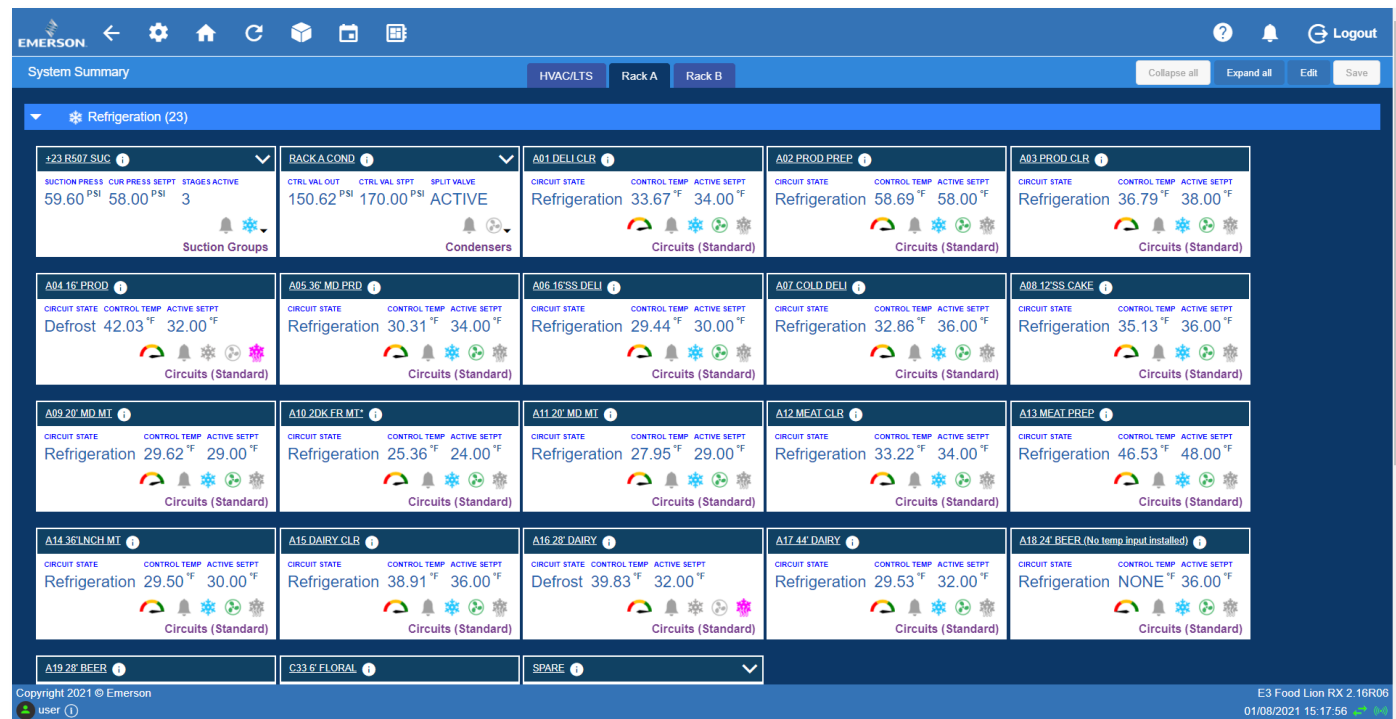 EMERSON Logout
System Summary HVAC/LTS Rack A Rack B Collapse all Expand all Edit Save
Refrigeration (23)
+23 R507 SUC RACK A COND A01 DELI CLR A02 PROD PREP A03 PROD CLR
SUCTION PRESS CUR PRESS SETPT STAGES ACTIVE CTRL VAL OUT CTRL VAL STPT SPLIT VALVE CIRCUIT STATE CONTROL TEMP ACTIVE SETPT CIRCUIT STATE CONTROL TEMP ACTIVE SETPT CIRCUIT STATE CONTROL TEMP ACTIVE SETPT
59.60 PSI 58.00 PSI 3 150.62 PSI 170.00 PSI ACTIVE Refrigeration 33.67 °F 34.00 °F Refrigeration 58.69 °F 58.00 °F Refrigeration 36.79 °F 38.00 °F
Suction Groups Condensers Circuits (Standard) Circuits (Standard) Circuits (Standard)
A04 16' PROD A05 36' MD PRD A06 16'SS DELI A07 COLD DELI A08 12'SS CAKE
CIRCUIT STATE CONTROL TEMP ACTIVE SETPT CIRCUIT STATE CONTROL TEMP ACTIVE SETPT CIRCUIT STATE CONTROL TEMP ACTIVE SETPT CIRCUIT STATE CONTROL TEMP ACTIVE SETPT CIRCUIT STATE CONTROL TEMP ACTIVE SETPT
Defrost 42.03 °F 32.00 °F Refrigeration 30.31 °F 34.00 °F Refrigeration 29.44 °F 30.00 °F Refrigeration 32.86 °F 36.00 °F Refrigeration 35.13 °F 36.00 °F
Circuits (Standard) Circuits (Standard) Circuits (Standard) Circuits (Standard) Circuits (Standard)
A09 20' MD MT A10 2DK FR MT* A11 20' MD MT A12 MEAT CLR A13 MEAT PREP
CIRCUIT STATE CONTROL TEMP ACTIVE SETPT CIRCUIT STATE CONTROL TEMP ACTIVE SETPT CIRCUIT STATE CONTROL TEMP ACTIVE SETPT CIRCUIT STATE CONTROL TEMP ACTIVE SETPT CIRCUIT STATE CONTROL TEMP ACTIVE SETPT
Refrigeration 29.62 °F 29.00 °F Refrigeration 25.36 °F 24.00 °F Refrigeration 27.95 °F 29.00 °F Refrigeration 33.22 °F 34.00 °F Refrigeration 46.53 °F 48.00 °F
Circuits (Standard) Circuits (Standard) Circuits (Standard) Circuits (Standard) Circuits (Standard)
A14 36'LNCH MT A15 DAIRY CLR A16 28' DAIRY A17 44' DAIRY A18 24' BEER (No temp input installed)
CIRCUIT STATE CONTROL TEMP ACTIVE SETPT CIRCUIT STATE CONTROL TEMP ACTIVE SETPT CIRCUIT STATE CONTROL TEMP ACTIVE SETPT CIRCUIT STATE CONTROL TEMP ACTIVE SETPT CIRCUIT STATE CONTROL TEMP ACTIVE SETPT
Refrigeration 29.50 °F 30.00 °F Refrigeration 38.91 °F 36.00 °F Defrost 39.83 °F 32.00 °F Refrigeration 29.53 °F 32.00 °F Refrigeration NONE °F 36.00 °F
Circuits (Standard) Circuits (Standard) Circuits (Standard) Circuits (Standard) Circuits (Standard)
A19 28' BEER C33 6' FLORAL SPARE
Copyright 2021 © Emerson E3 Food Lion RX 2.16R06
user 01/08/2021 15:17:56